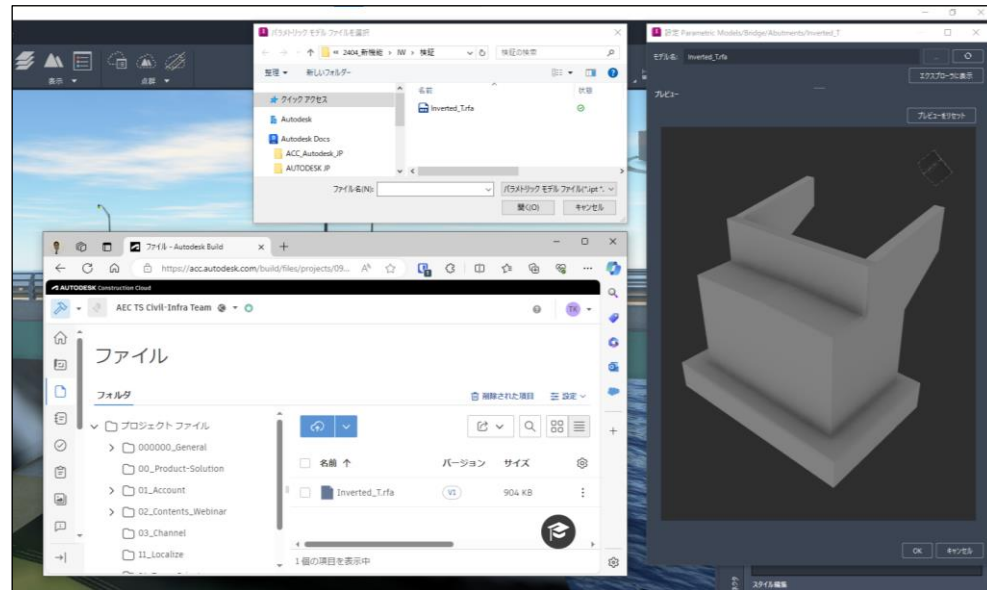 表示
点群
パラメトリック モデル ファイルを選択
« 2404_新機能 › IW › 検証
検証の検索
整理
新しいフォルダー
クイック アクセス
Autodesk
Autodesk Docs
ACC_Autodesk_JP
AUTODESK JP
名前
状態
Inverted_T.rfa
ファイル名(N):
パラメトリック モデル ファイル(*.ipt *.
開く(O)
キャンセル
ファイル - Autodesk Build
https://acc.autodesk.com/build/files/projects/09...
AUTODESK Construction Cloud
AEC TS Civil-Infra Team
TK
ファイル
フォルダ
削除された項目
設定
プロジェクト ファイル
000000_General
00_Product-Solution
01_Account
02_Contents_Webinar
03_Channel
11_Localize
名前
バージョン
サイズ
Inverted_T.rfa
V1
904 KB
1 個の項目を表示中
設定 Parametric Models/Bridge/Abutments/Inverted_T
モデル名:
Inverted_T.rfa
...
エクスプローラに表示
プレビュー
プレビューをリセット
OK
キャンセル
スタイル編集